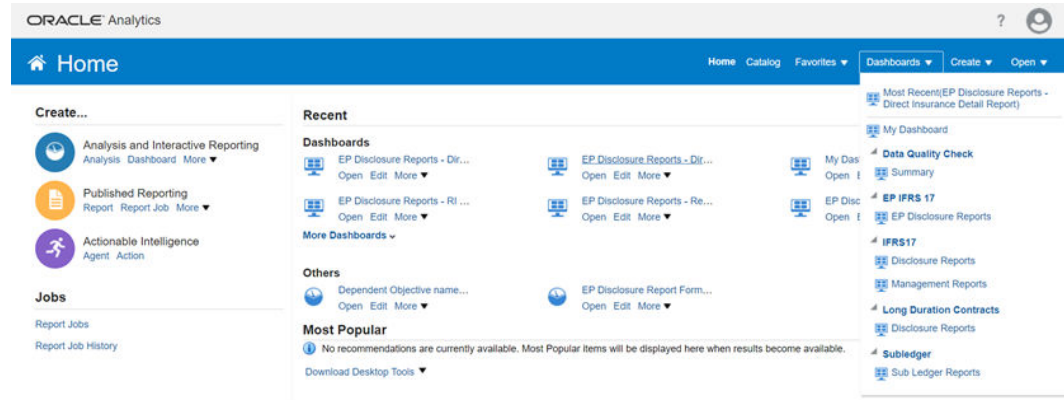 ORACLE Analytics
?
Home
Home Catalog Favorites Dashboards Create Open
Create...
Analysis and Interactive Reporting
Analysis Dashboard More
Published Reporting
Report Report Job More
Actionable Intelligence
Agent Action
Jobs
Report Jobs
Report Job History
Recent
Dashboards
EP Disclosure Reports - Dir...
Open Edit More
EP Disclosure Reports - Dir...
Open Edit More
My Das
Open E
EP Disclosure Reports - RI ...
Open Edit More
EP Disclosure Reports - Re...
Open Edit More
EP Disc
Open E
More Dashboards
Others
Dependent Objective name...
Open Edit More
EP Disclosure Report Form...
Open Edit More
Most Popular
No recommendations are currently available. Most Popular items will be displayed here when results become available.
Download Desktop Tools
Most Recent(EP Disclosure Reports -
Direct Insurance Detail Report)
My Dashboard
Data Quality Check
Summary
EP IFRS 17
EP Disclosure Reports
IFRS17
Disclosure Reports
Management Reports
Long Duration Contracts
Disclosure Reports
Subledger
Sub Ledger Reports